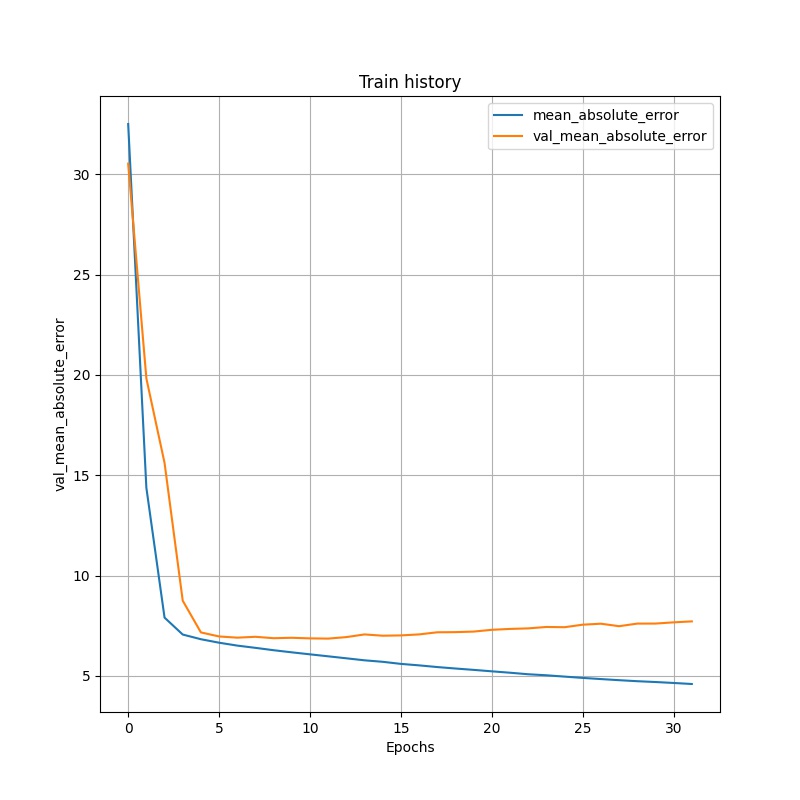 Train history
mean_absolute_error
val_mean_absolute_error
val_mean_absolute_error
30
25
20
15
10
5
0 5 10 15 20 25 30
Epochs